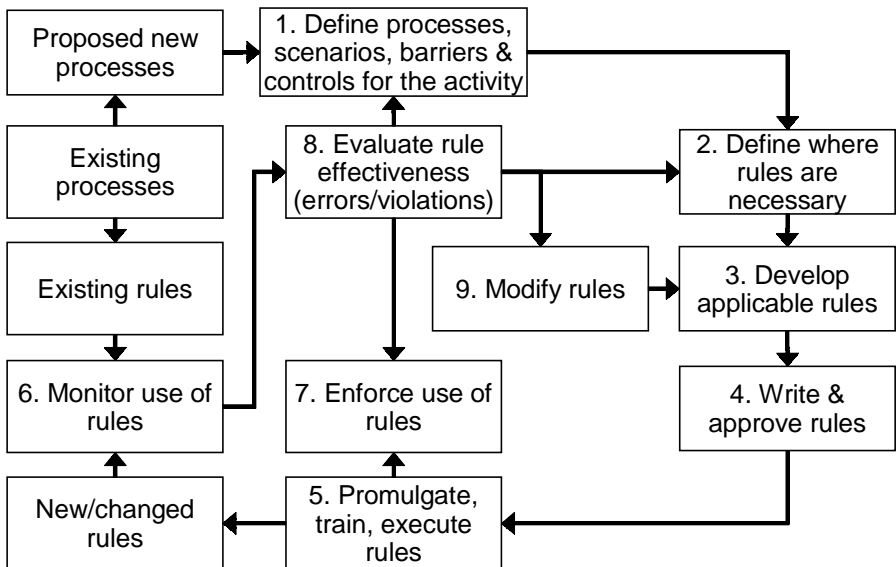 Proposed new
processes
1. Define processes,
scenarios, barriers &
controls for the activity
Existing
processes
8. Evaluate rule
effectiveness
(errors/violations)
2. Define where
rules are
necessary
Existing rules
9. Modify rules
3. Develop
applicable rules
6. Monitor use of
rules
7. Enforce use of
rules
4. Write &
approve rules
New/changed
rules
5. Promulgate,
train, execute
rules